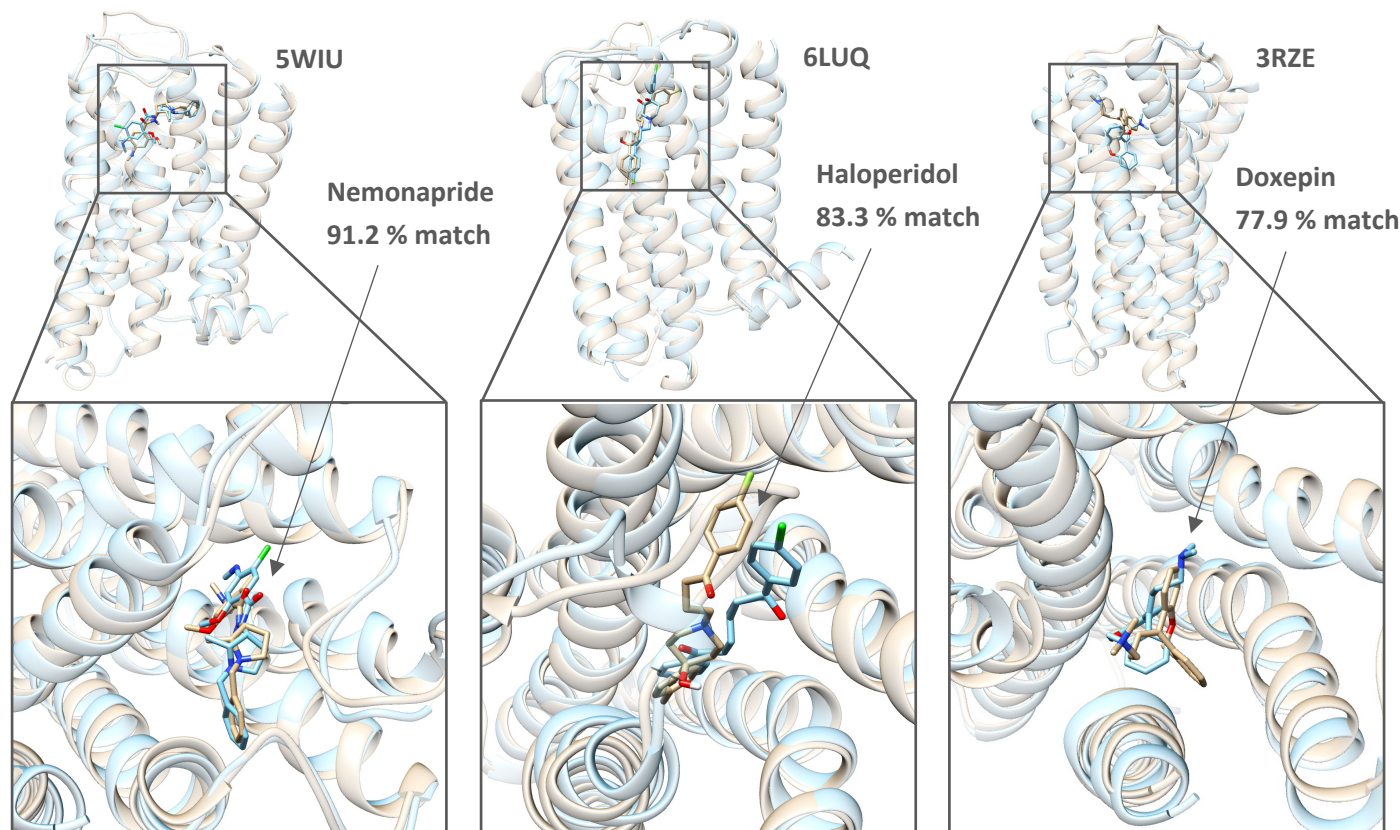 5WIU
Nemonapride
91.2 % match
6LUQ
Haloperidol
83.3 % match
3RZE
Doxepin
77.9 % match